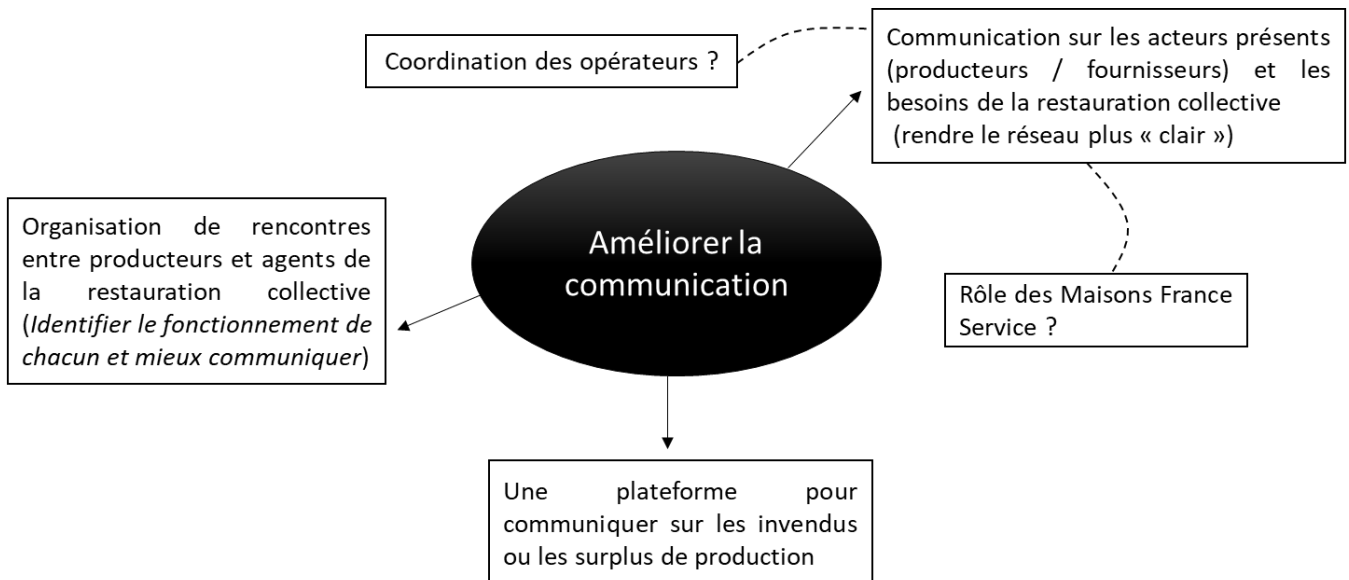 Coordination des opérateurs ?
Communication sur les acteurs présents
(producteurs / fournisseurs) et les
besoins de la restauration collective
(rendre le réseau plus « clair »)
Organisation de rencontres
entre producteurs et agents de
la restauration collective
(Identifier le fonctionnement de
chacun et mieux communiquer)
Améliorer la
communication
Rôle des Maisons France
Service ?
Une plateforme pour
communiquer sur les invendus
ou les surplus de production